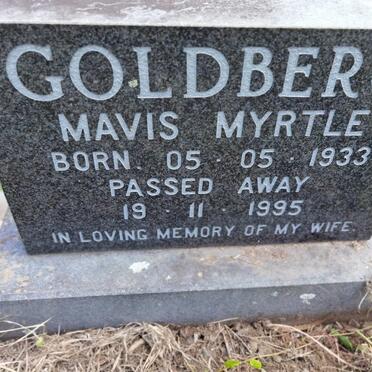 GOLDBER
MAVIS MYRTLE
BORN. 05 · 05 · 1933
PASSED AWAY
19 · 11 · 1995
IN LOVING MEMORY OF MY WIFE.